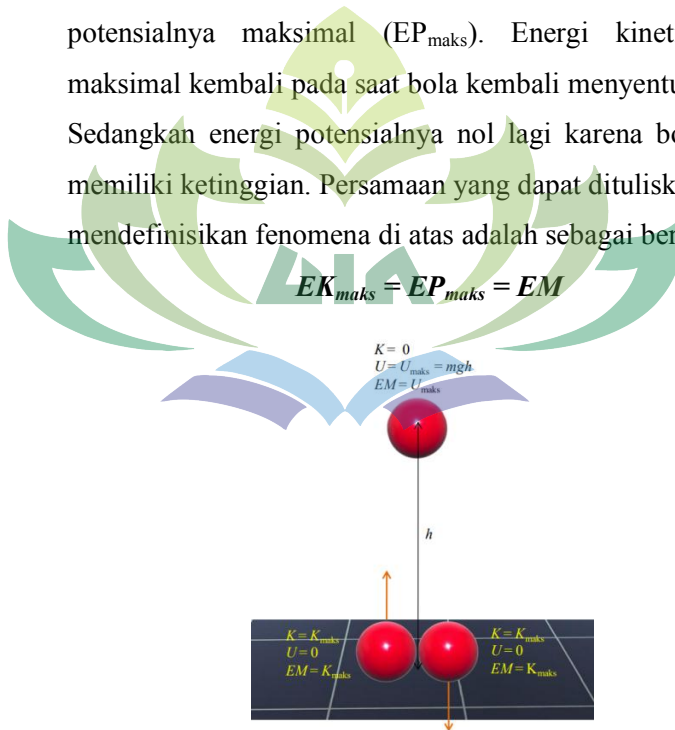 potensialnya maksimal (EPmaks). Energi kinet
maksimal kembali pada saat bola kembali menyentu
Sedangkan energi potensialnya nol lagi karena bo
memiliki ketinggian. Persamaan yang dapat dituliskan
mendefinisikan fenomena di atas adalah sebagai ber
EKmaks = EPmaks = EM
K = 0
U = Umaks = mgh
EM = Umaks
h
K = Kmaks
U = 0
EM = Kmaks
K = Kmaks
U = 0
EM = Kmaks